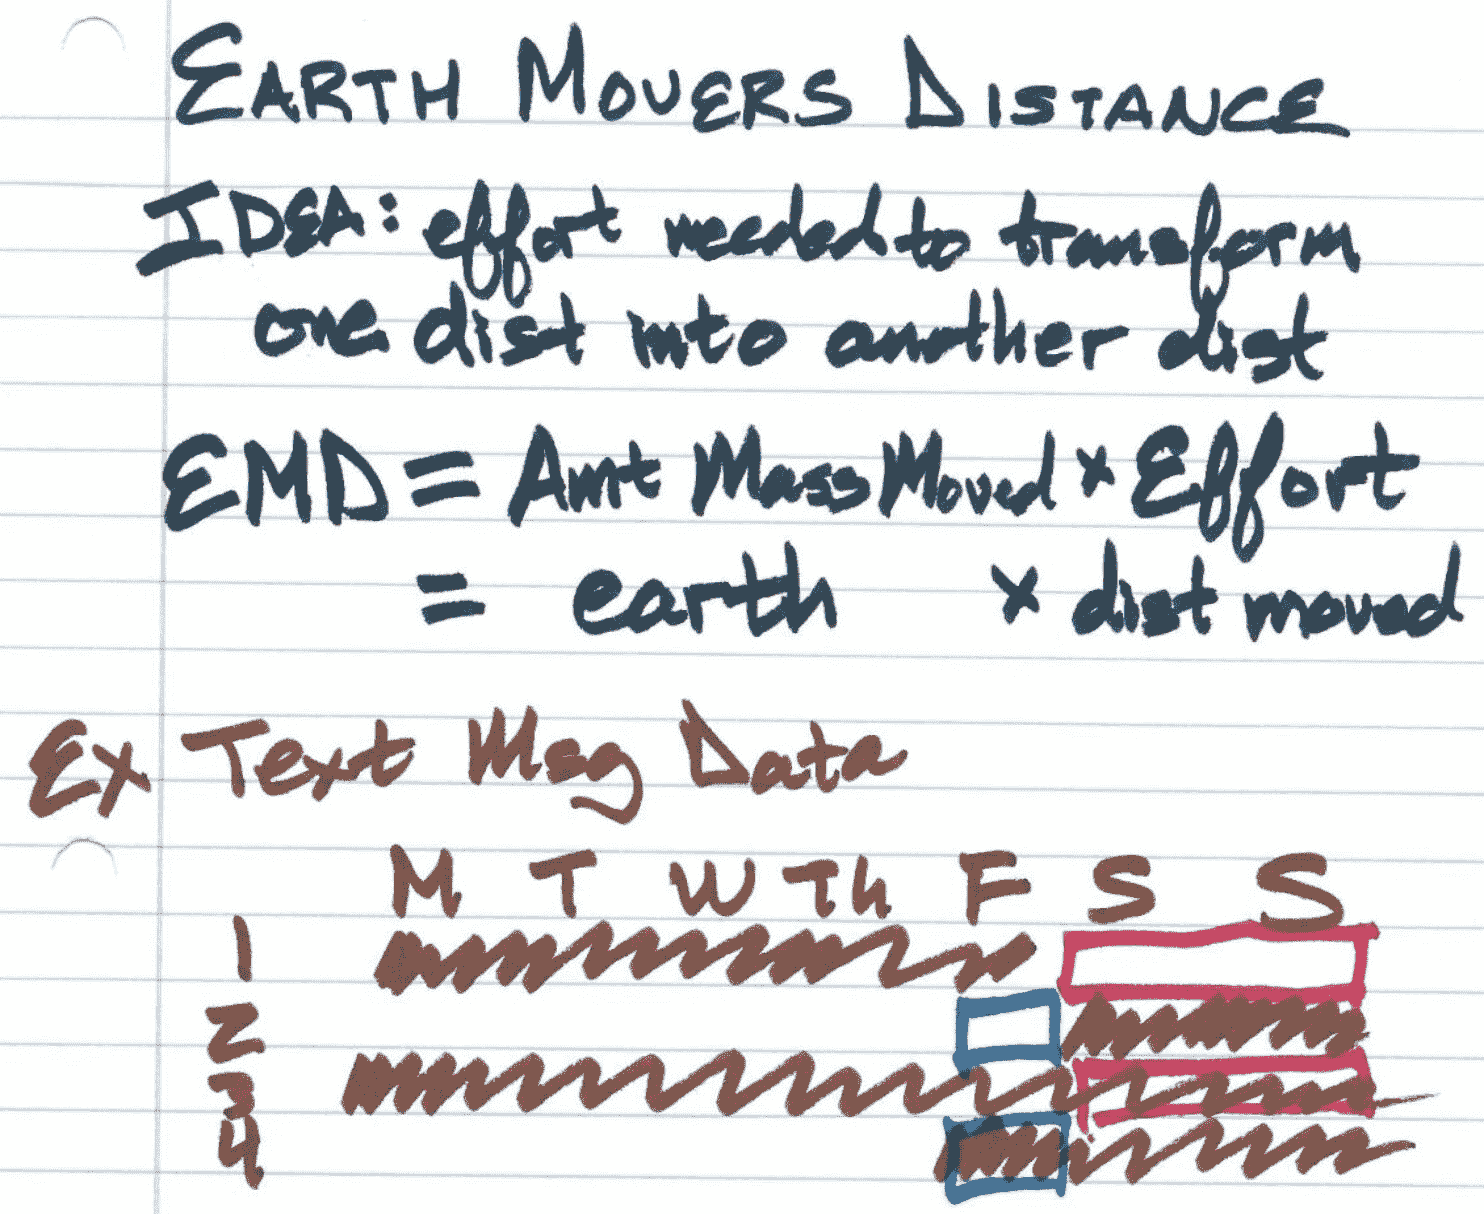 EARTH MOVERS DISTANCE
IDEA: effort needed to transform
one dist into another dist
EMD = Amt Mass Moved × Effort
= earth × dist moved
Ex Text Msg Data
M T W Th F S S
1
2
3
4